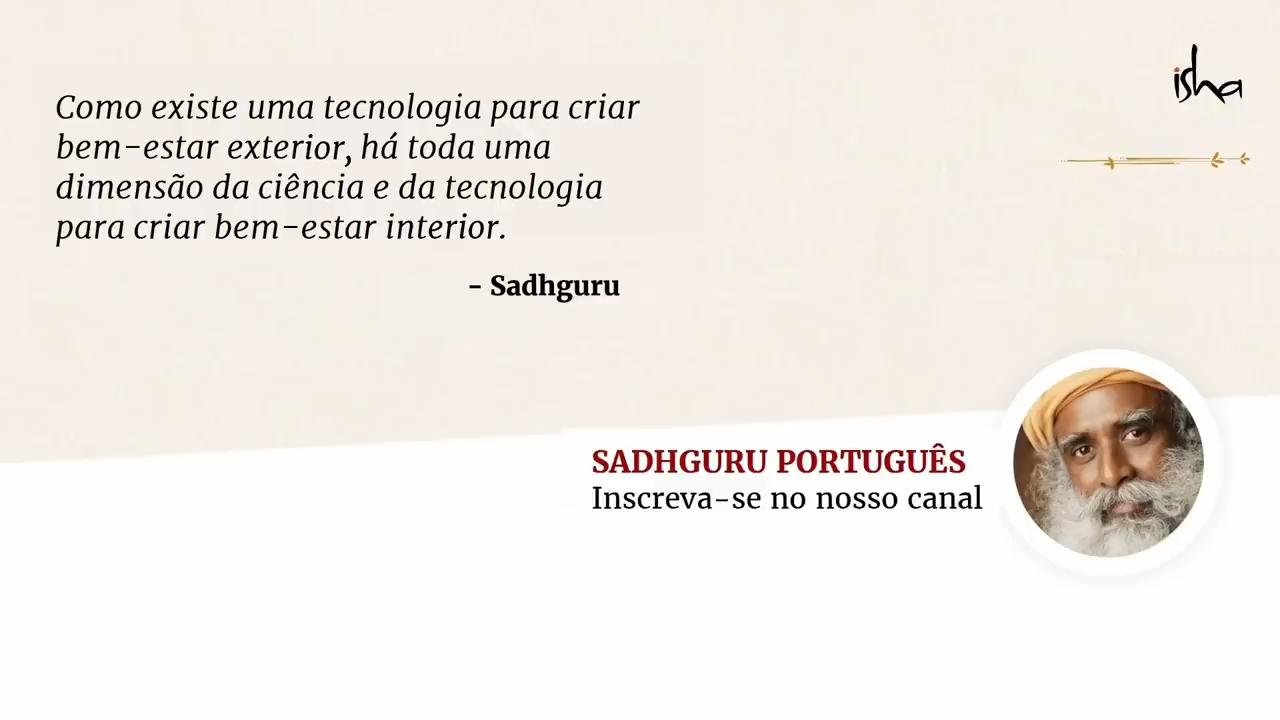 isha
Como existe uma tecnologia para criar
bem-estar exterior, há toda uma
dimensão da ciência e da tecnologia
para criar bem-estar interior.
- Sadhguru
SADHGURU PORTUGUÊS
Inscreva-se no nosso canal